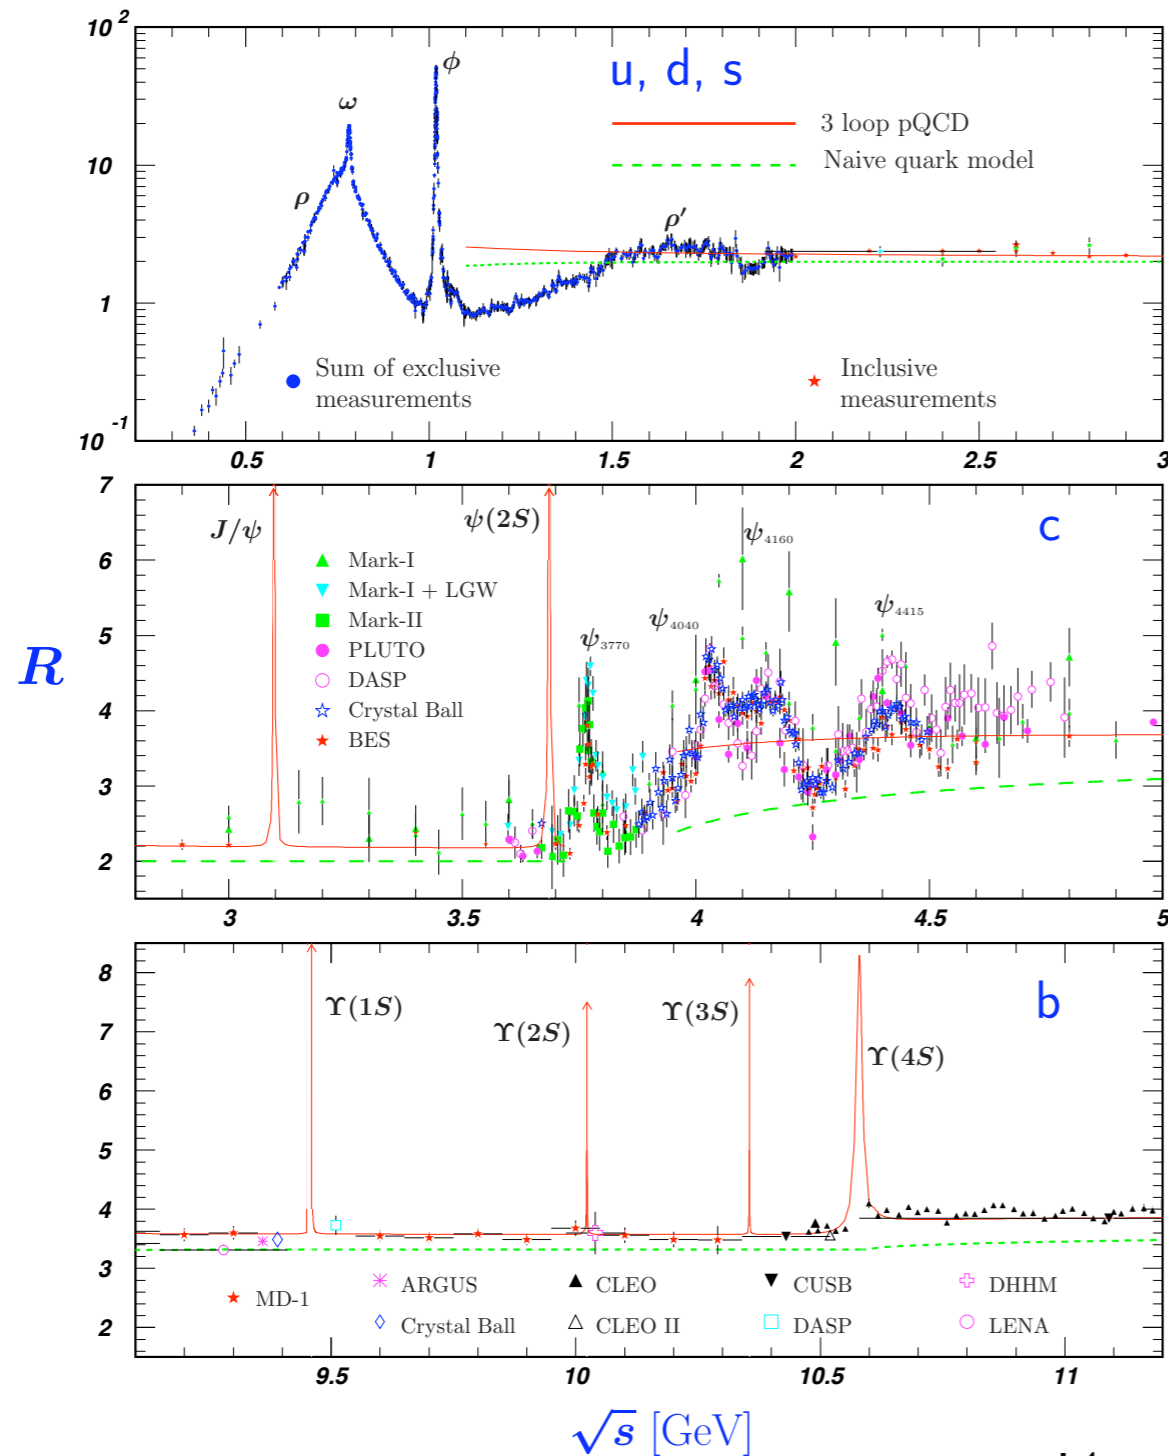 10 2
ϕ
u, d, s
ω
3 loop pQCD
10
Naive quark model
ρ
ρ′
1
Sum of exclusive
measurements
Inclusive
measurements
10 -1
0.5 1 1.5 2 2.5 3
7
J/ψ
ψ(2S)
ψ4160
c
6
Mark-I
Mark-I + LGW
Mark-II
PLUTO
DASP
Crystal Ball
BES
ψ3770
ψ4040
ψ4415
5
R
4
3
2
3 3.5 4 4.5 5
8
Υ(1S)
Υ(2S)
Υ(3S)
b
7
Υ(4S)
6
5
4
3
MD-1
ARGUS
CLEO
CUSB
DHHM
Crystal Ball
CLEO II
DASP
LENA
2
9.5 10 10.5 11
√s [GeV]